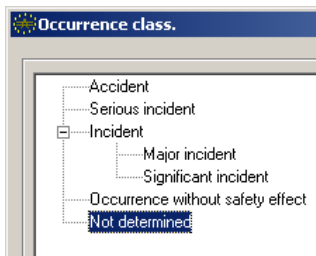 Occurrence class.
Accident
Serious incident
Incident
Major incident
Significant incident
Occurrence without safety effect
Not determined